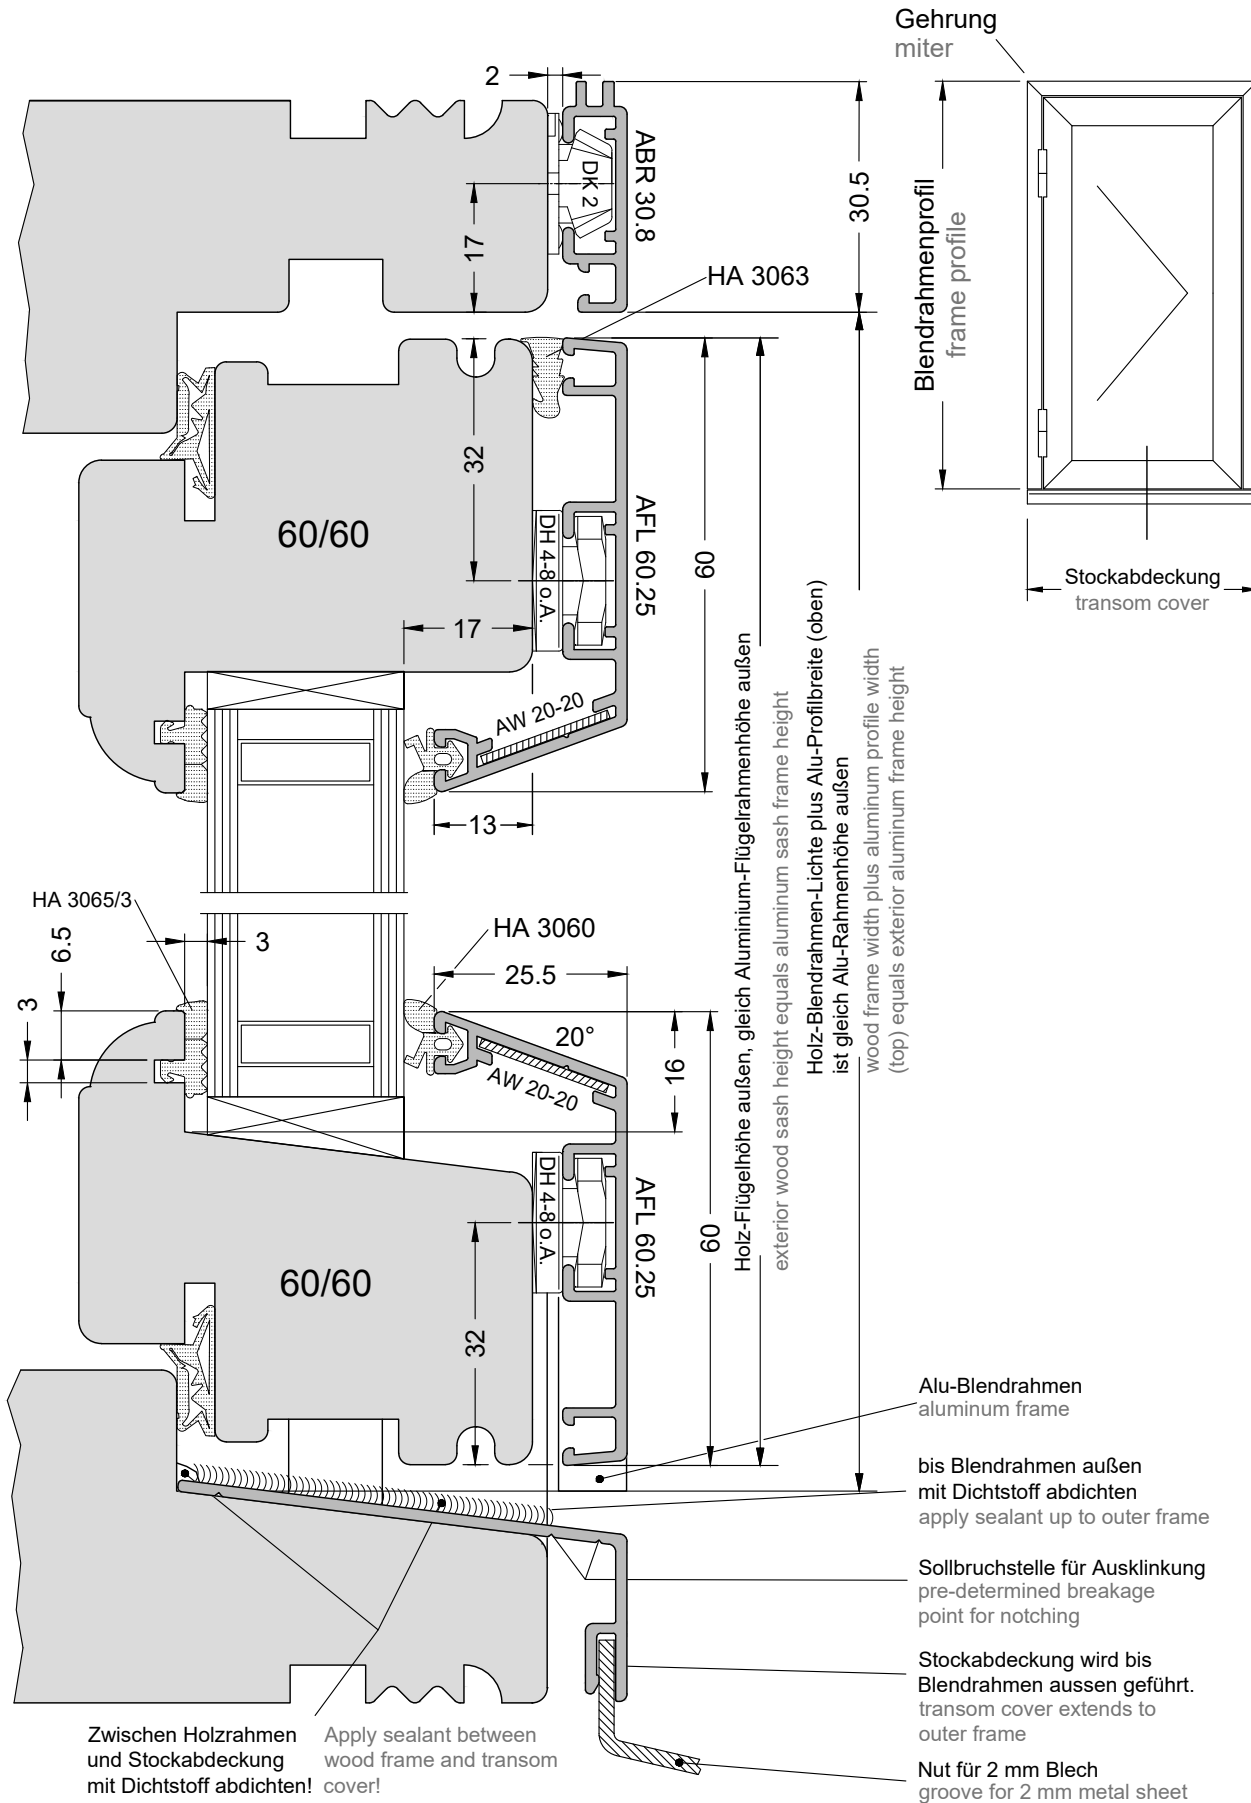 Gehrung
miter
2
ABR 30.8
DK 2
30.5
17
HA 3063
Blendrahmenprofil
frame profile
Stockabdeckung
transom cover
32
60/60
DH 4-8 o.A.
AFL 60.25
60
17
AW 20-20
13
Holz-Flügelhöhe außen, gleich Aluminium-Flügelrahmenhöhe außen
exterior wood sash height equals aluminum sash frame height
Holz-Blendrahmen-Lichte plus Alu-Profilbreite (oben)
ist gleich Alu-Rahmenhöhe außen
wood frame width plus aluminum profile width
(top) equals exterior aluminum frame height
HA 3065/3
6.5
3
3
HA 3060
25.5
20°
16
AW 20-20
DH 4-8 o.A.
AFL 60.25
60
60/60
32
Alu-Blendrahmen
aluminum frame
bis Blendrahmen außen
mit Dichtstoff abdichten
apply sealant up to outer frame
Sollbruchstelle für Ausklinkung
pre-determined breakage
point for notching
Stockabdeckung wird bis
Blendrahmen aussen geführt.
transom cover extends to
outer frame
Nut für 2 mm Blech
groove for 2 mm metal sheet
Zwischen Holzrahmen
und Stockabdeckung
mit Dichtstoff abdichten!
Apply sealant between
wood frame and transom
cover!